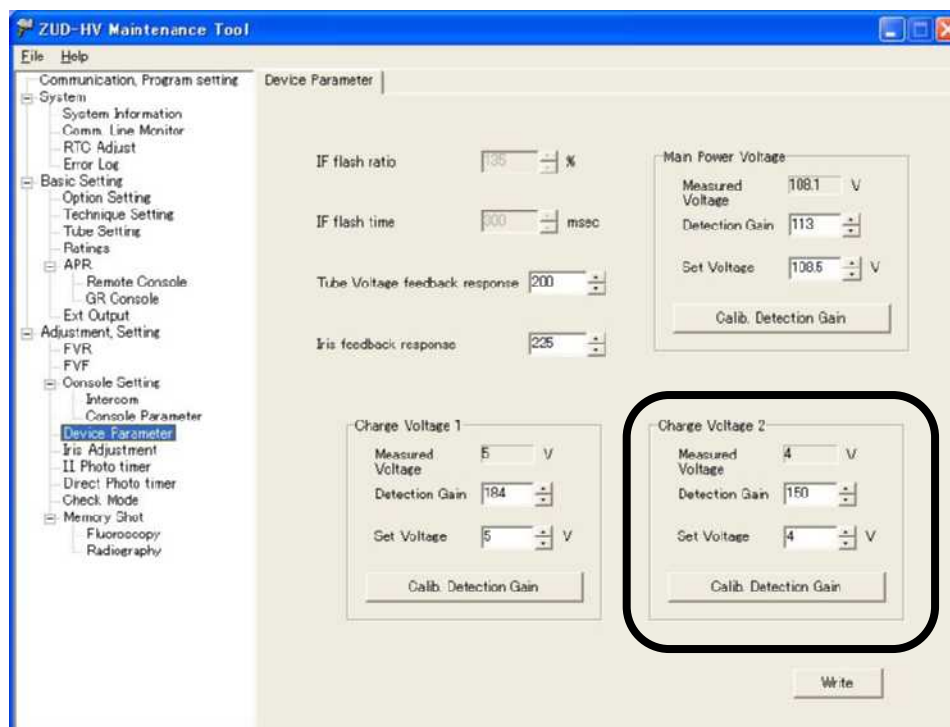 ZUD-HV Maintenance Tool
File Help
Communication, Program setting
System
System Information
Comm. Line Monitor
RTC Adjust
Error Log
Basic Setting
Option Setting
Technique Setting
Tube Setting
Ratings
APR
Remote Console
GR Console
Ext Output
Adjustment, Setting
FVR
FVF
Console Setting
Intercom
Console Parameter
Device Parameter
Iris Adjustment
II Photo timer
Direct Photo timer
Check Mode
Memory Shot
Fluoroscopy
Radiography
Device Parameter
IF flash ratio 135 %
IF flash time 300 msec
Tube Voltage feedback response 200
Iris feedback response 225
Main Power Voltage
Measured Voltage 108.1 V
Detection Gain 113
Set Voltage 108.5 V
Calib. Detection Gain
Charge Voltage 1
Measured Voltage 5 V
Detection Gain 184
Set Voltage 5 V
Calib. Detection Gain
Charge Voltage 2
Measured Voltage 4 V
Detection Gain 150
Set Voltage 4 V
Calib. Detection Gain
Write